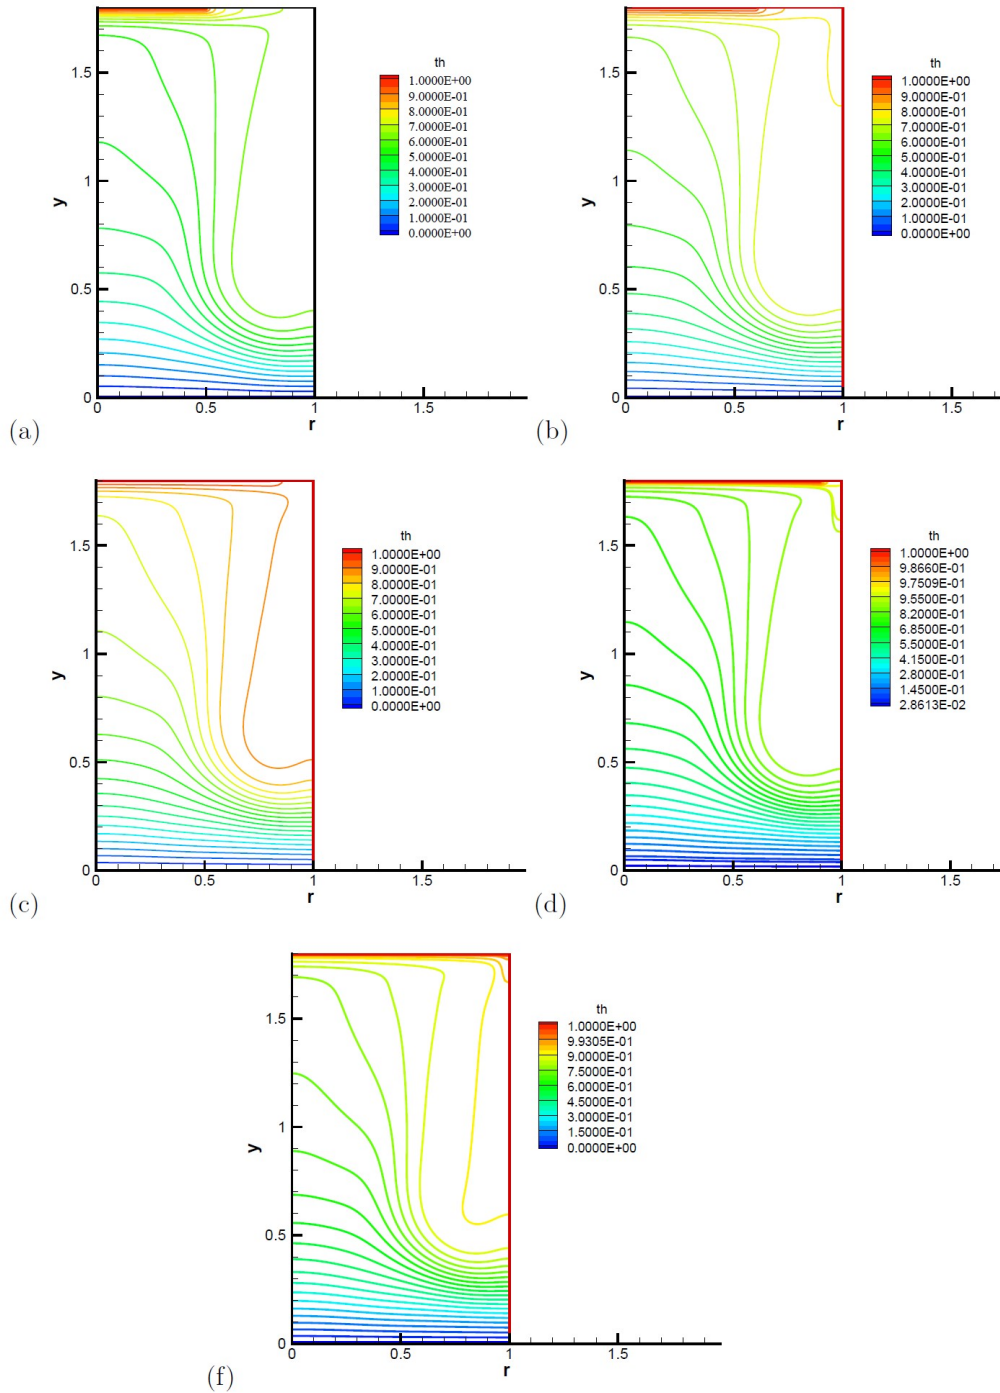 th
1.0000E+00
9.0000E-01
8.0000E-01
7.0000E-01
6.0000E-01
5.0000E-01
4.0000E-01
3.0000E-01
2.0000E-01
1.0000E-01
0.0000E+00
y
1.5
1
0.5
0
0
0.5
1
1.5
r
(a)
th
1.0000E+00
9.0000E-01
8.0000E-01
7.0000E-01
6.0000E-01
5.0000E-01
4.0000E-01
3.0000E-01
2.0000E-01
1.0000E-01
0.0000E+00
y
1.5
1
0.5
0
0
0.5
1
1.5
r
(b)
th
1.0000E+00
9.0000E-01
8.0000E-01
7.0000E-01
6.0000E-01
5.0000E-01
4.0000E-01
3.0000E-01
2.0000E-01
1.0000E-01
0.0000E+00
y
1.5
1
0.5
0
0
0.5
1
1.5
r
(c)
th
1.0000E+00
9.8660E-01
9.7509E-01
9.5500E-01
8.2000E-01
6.8500E-01
5.5000E-01
4.1500E-01
2.8000E-01
1.4500E-01
2.8613E-02
y
1.5
1
0.5
0
0
0.5
1
1.5
r
(d)
th
1.0000E+00
9.9305E-01
9.0000E-01
7.5000E-01
6.0000E-01
4.5000E-01
3.0000E-01
1.5000E-01
0.0000E+00
y
1.5
1
0.5
0
0
0.5
1
1.5
r
(f)